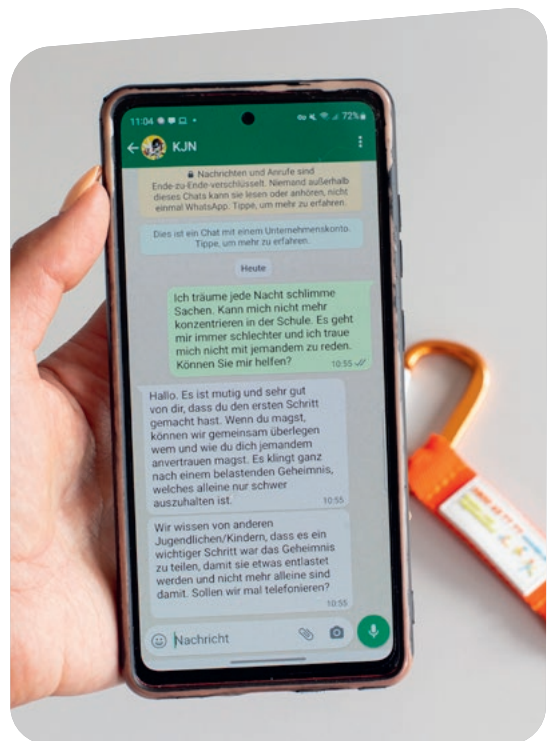 11:04
72%
KJN
Nachrichten und Anrufe sind
Ende-zu-Ende-verschlüsselt. Niemand außerhalb
dieses Chats kann sie lesen oder anhören, nicht
einmal WhatsApp. Tippe, um mehr zu erfahren.
Dies ist ein Chat mit einem Unternehmenskonto.
Tippe, um mehr zu erfahren.
Heute
Ich träume jede Nacht schlimme
Sachen. Kann mich nicht mehr
konzentrieren in der Schule. Es geht
mir immer schlechter und ich traue
mich nicht mit jemandem zu reden.
Können Sie mir helfen?
10:55
Hallo. Es ist mutig und sehr gut
von dir, dass du den ersten Schritt
gemacht hast. Wenn du magst,
können wir gemeinsam überlegen
wem und wie du dich jemandem
anvertrauen magst. Es klingt ganz
nach einem belastenden Geheimnis,
welches alleine nur schwer
auszuhalten ist.
10:55
Wir wissen von anderen
Jugendlichen/Kindern, dass es ein
wichtiger Schritt war das Geheimnis
zu teilen, damit sie etwas entlastet
werden und nicht mehr alleine sind
damit. Sollen wir mal telefonieren?
10:55
Nachricht